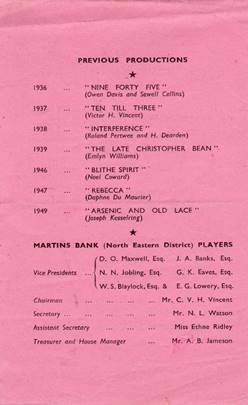 PREVIOUS PRODUCTIONS
★
1936 ... " NINE FORTY FIVE "
(Owen Davis and Sewell Collins)
1937 ... " TEN TILL THREE "
(Victor H. Vincent)
1938 ... " INTERFERENCE "
(Roland Pertwee and H. Dearden)
1939 ... " THE LATE CHRISTOPHER BEAN "
(Emlyn Williams)
1946 ... " BLITHE SPIRIT "
(Noel Coward)
1947 ... " REBECCA "
(Daphne Du Maurier)
1949 ... " ARSENIC AND OLD LACE "
(Joseph Kesselring)
★
MARTINS BANK (North Eastern District) PLAYERS
D. O. Maxwell, Esq. J. A. Banks, Esq.
Vice Presidents ... N. N. Jobling, Esq. G. K. Eaves, Esq.
W. S. Blaylock, Esq. & E. G. Lowery, Esq.
Chairman ... ... ... ... Mr. C. V. H. Vincent
Secretary ... ... ... ... ... Mr. N. L. Watson
Assistant Secretary ... ... ... Miss Ethne Ridley
Treasurer and House Manager ... Mr. A. B. Jameson